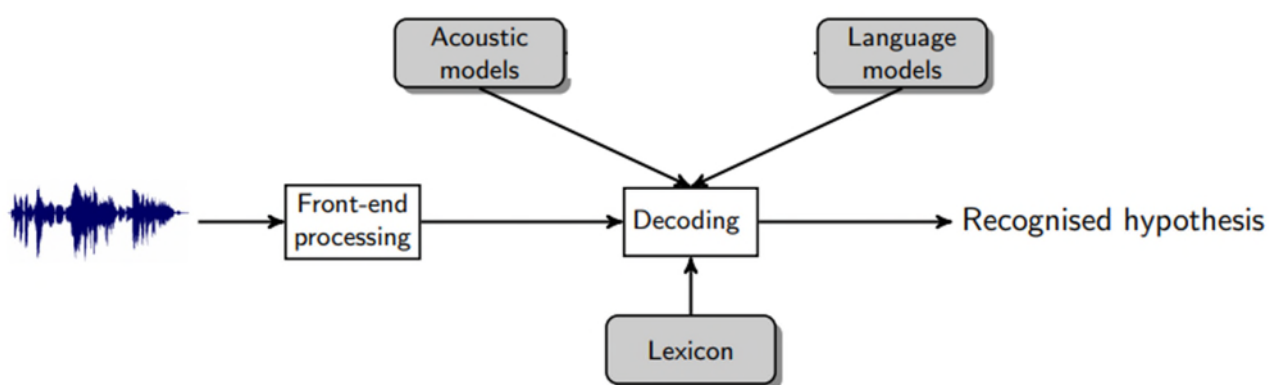 Acoustic
models
Language
models
Front-end
processing
Decoding
Recognised hypothesis
Lexicon